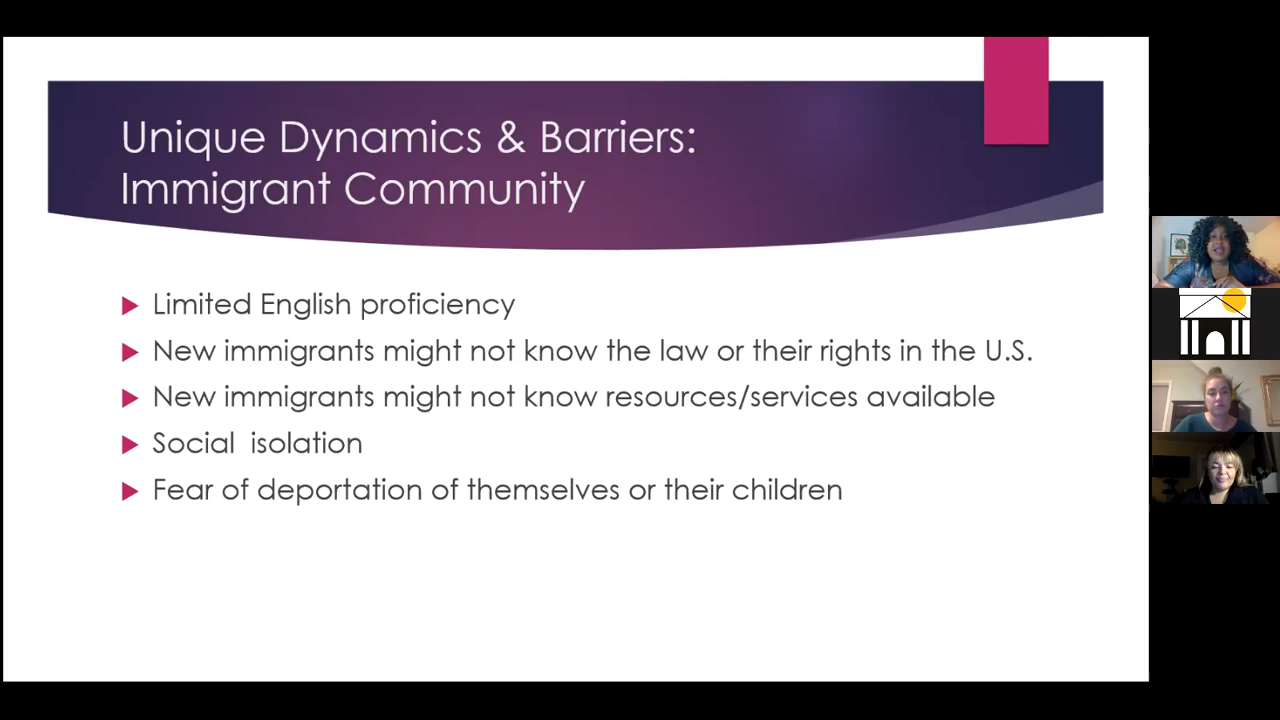 Unique Dynamics & Barriers:
Immigrant Community
Limited English proficiency
New immigrants might not know the law or their rights in the U.S.
New immigrants might not know resources/services available
Social  isolation
Fear of deportation of themselves or their children